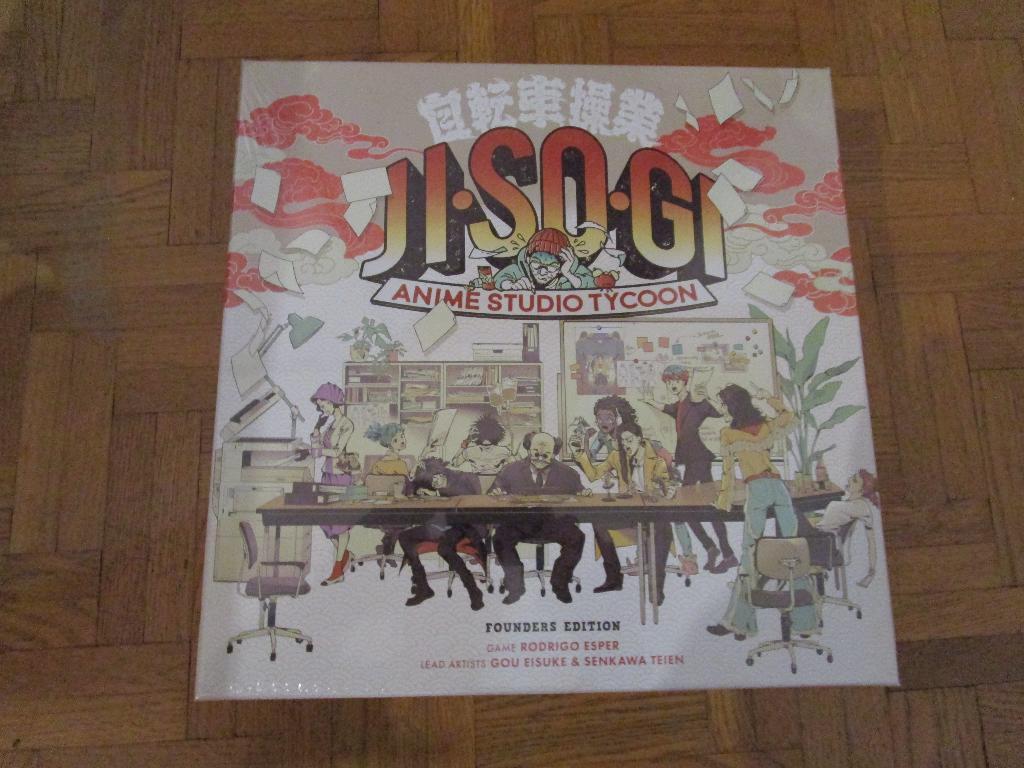 自転車操業
JI·SO·GI
ANIME STUDIO TYCOON
FOUNDERS EDITION
GAME RODRIGO ESPER
LEAD ARTISTS GOU EISUKE & SENKAWA TEIEN